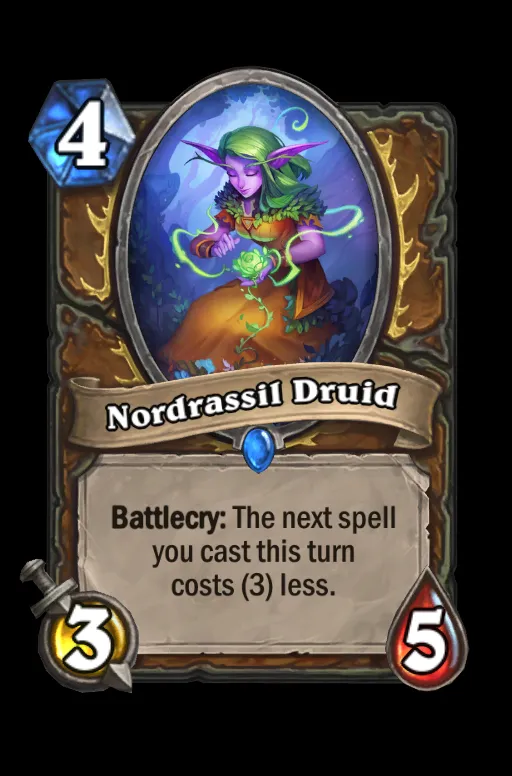 4
Nordrassil Druid
Battlecry: The next spell
you cast this turn
costs (3) less.
3
5